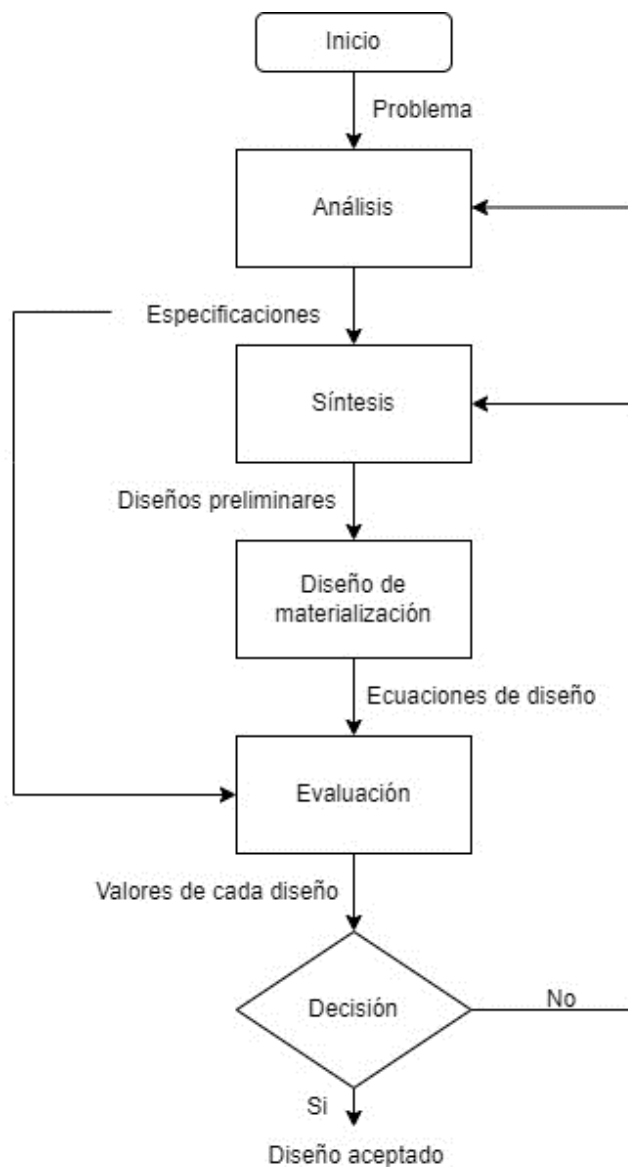 Inicio
Problema
Análisis
Especificaciones
Síntesis
Diseños preliminares
Diseño de
materialización
Ecuaciones de diseño
Evaluación
Valores de cada diseño
Decisión
No
Si
Diseño aceptado